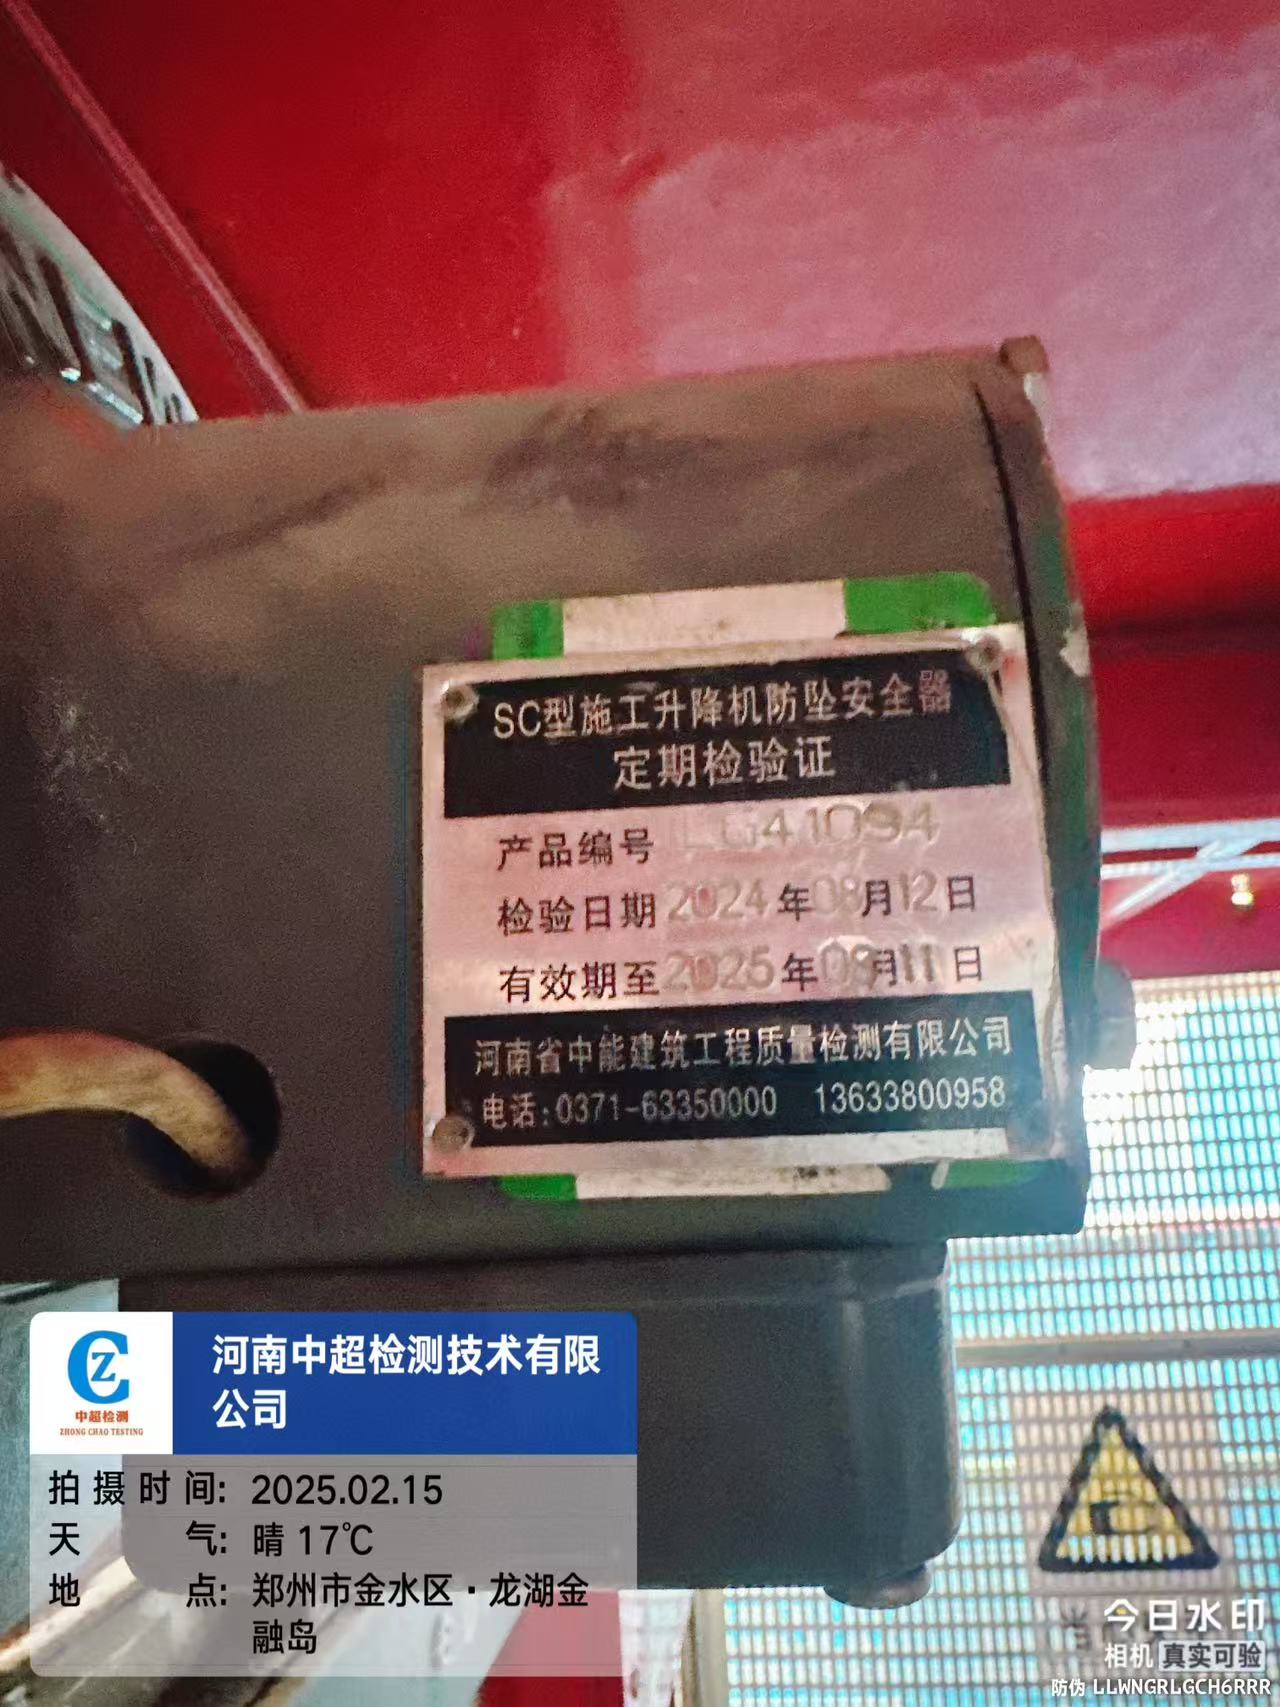 SC型施工升降机防坠安全器
定期检验证
产品编号 LG41094
检验日期 2024年08月12日
有效期至 2025年08月11日
河南省中能建筑工程质量检测有限公司
电话:0371-63350000 13633800958
中超检测
ZHONG CHAO TESTING
河南中超检测技术有限
公司
拍摄时间: 2025.02.15
天气: 晴 17℃
地点: 郑州市金水区·龙湖金
融岛
今日水印
相机 真实可验
防伪 LLWNGRLGCH6RRR